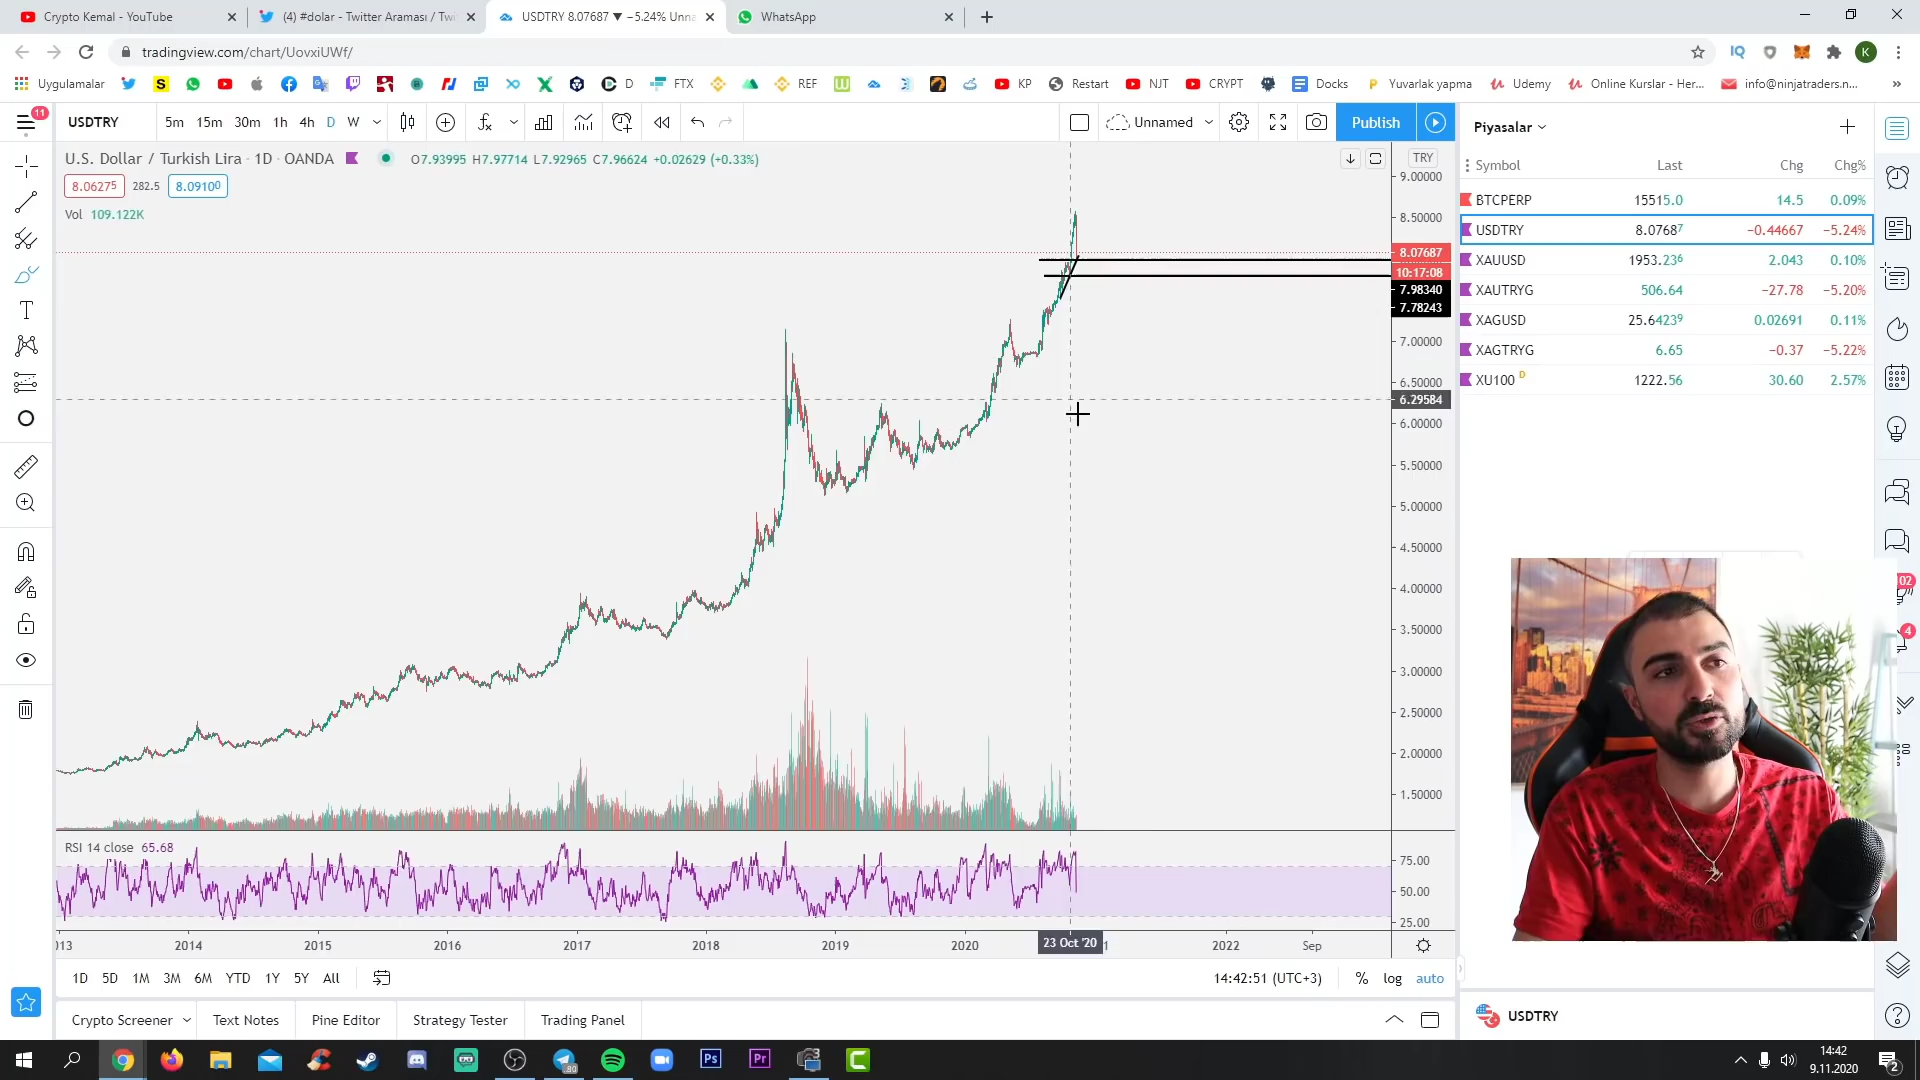 Crypto Kemal - YouTube
(4) #dolar - Twitter Araması / Twi
USDTRY 8.07687 ▼ −5.24% Unna
WhatsApp
tradingview.com/chart/UovxiUWf/
K
Uygulamalar
D
FTX
REF
KP
Restart
NJT
CRYPT
Docks
Yuvarlak yapma
Udemy
Online Kurslar - Her...
info@ninjatraders.n...
11
USDTRY
5m 15m 30m 1h 4h D W
Unnamed
Publish
Piyasalar
U.S. Dollar / Turkish Lira · 1D · OANDA
O7.93995 H7.97714 L7.92965 C7.96624 +0.02629 (+0.33%)
8.06275 282.5 8.09100
Vol 109.122K
TRY
9.00000
8.50000
8.07687
10:17:08
7.98340
7.78243
7.00000
6.50000
6.29584
6.00000
5.50000
5.00000
4.50000
4.00000
3.50000
3.00000
2.50000
2.00000
1.50000
Symbol Last Chg Chg%
BTCPERP 15515.0 14.5 0.09%
USDTRY 8.07687 −0.44667 −5.24%
XAUUSD 1953.236 2.043 0.10%
XAUTRYG 506.64 −27.78 −5.20%
XAGUSD 25.64239 0.02691 0.11%
XAGTRYG 6.65 −0.37 −5.22%
XU100 D 1222.56 30.60 2.57%
02
4
RSI 14 close 65.68
75.00
50.00
25.00
013 2014 2015 2016 2017 2018 2019 2020 23 Oct '20 1 2022 Sep
1D 5D 1M 3M 6M YTD 1Y 5Y All
14:42:51 (UTC+3) % log auto
Crypto Screener Text Notes Pine Editor Strategy Tester Trading Panel
USDTRY
.80
Ps
Pr
14:42
9.11.2020
2